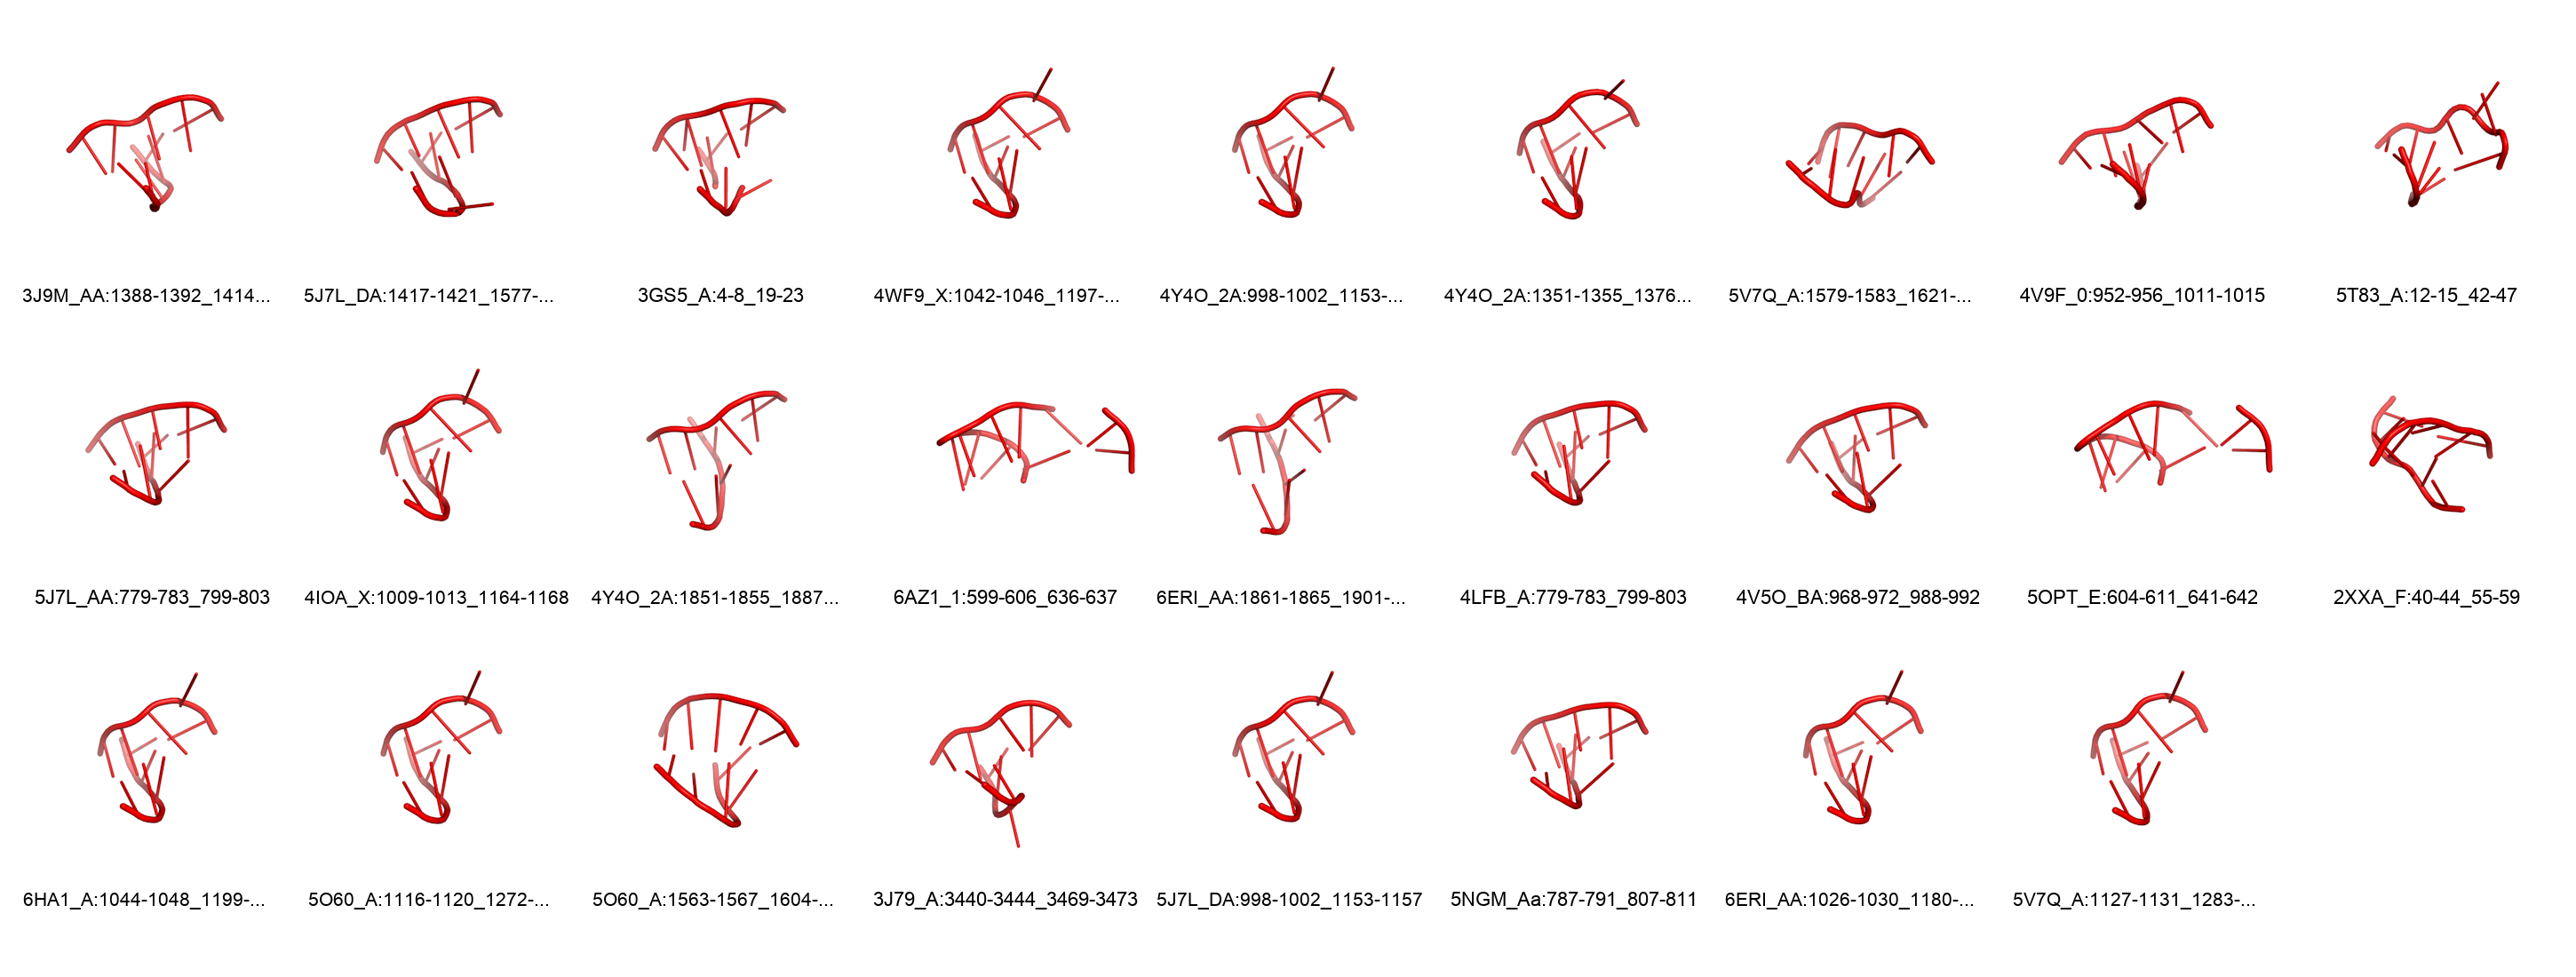 3J9M_AA:1388-1392_1414...
5J7L_DA:1417-1421_1577-...
3GS5_A:4-8_19-23
4WF9_X:1042-1046_1197-...
4Y4O_2A:998-1002_1153-...
4Y4O_2A:1351-1355_1376...
5V7Q_A:1579-1583_1621-...
4V9F_0:952-956_1011-1015
5T83_A:12-15_42-47
5J7L_AA:779-783_799-803
4IOA_X:1009-1013_1164-1168
4Y4O_2A:1851-1855_1887...
6AZ1_1:599-606_636-637
6ERI_AA:1861-1865_1901-...
4LFB_A:779-783_799-803
4V5O_BA:968-972_988-992
5OPT_E:604-611_641-642
2XXA_F:40-44_55-59
6HA1_A:1044-1048_1199-...
5O60_A:1116-1120_1272-...
5O60_A:1563-1567_1604-...
3J79_A:3440-3444_3469-3473
5J7L_DA:998-1002_1153-1157
5NGM_Aa:787-791_807-811
6ERI_AA:1026-1030_1180-...
5V7Q_A:1127-1131_1283-...